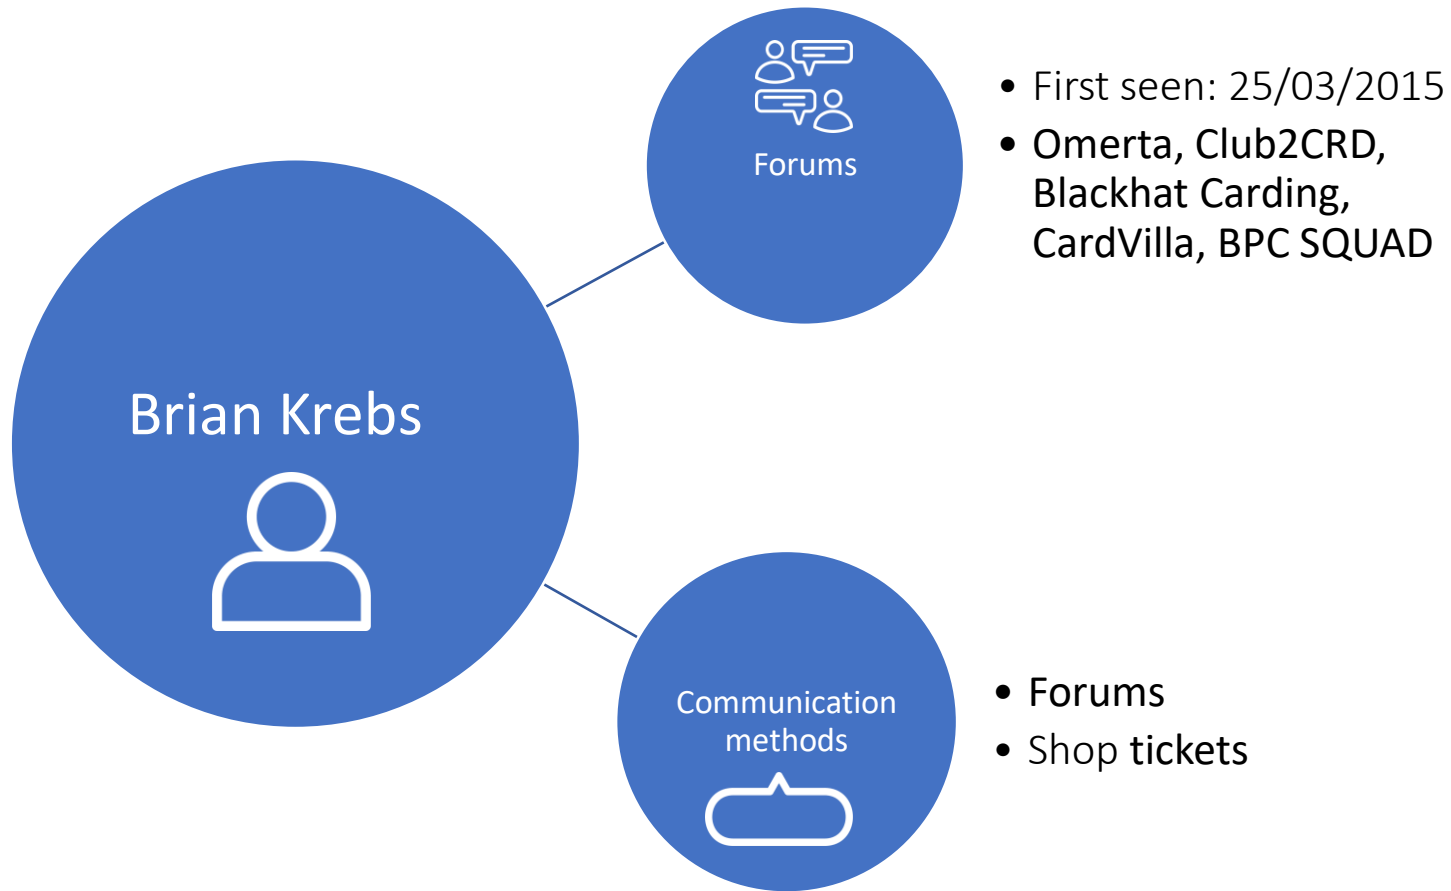 Brian Krebs
Forums
• First seen: 25/03/2015
• Omerta, Club2CRD,
Blackhat Carding,
CardVilla, BPC SQUAD
Communication
methods
• Forums
• Shop tickets